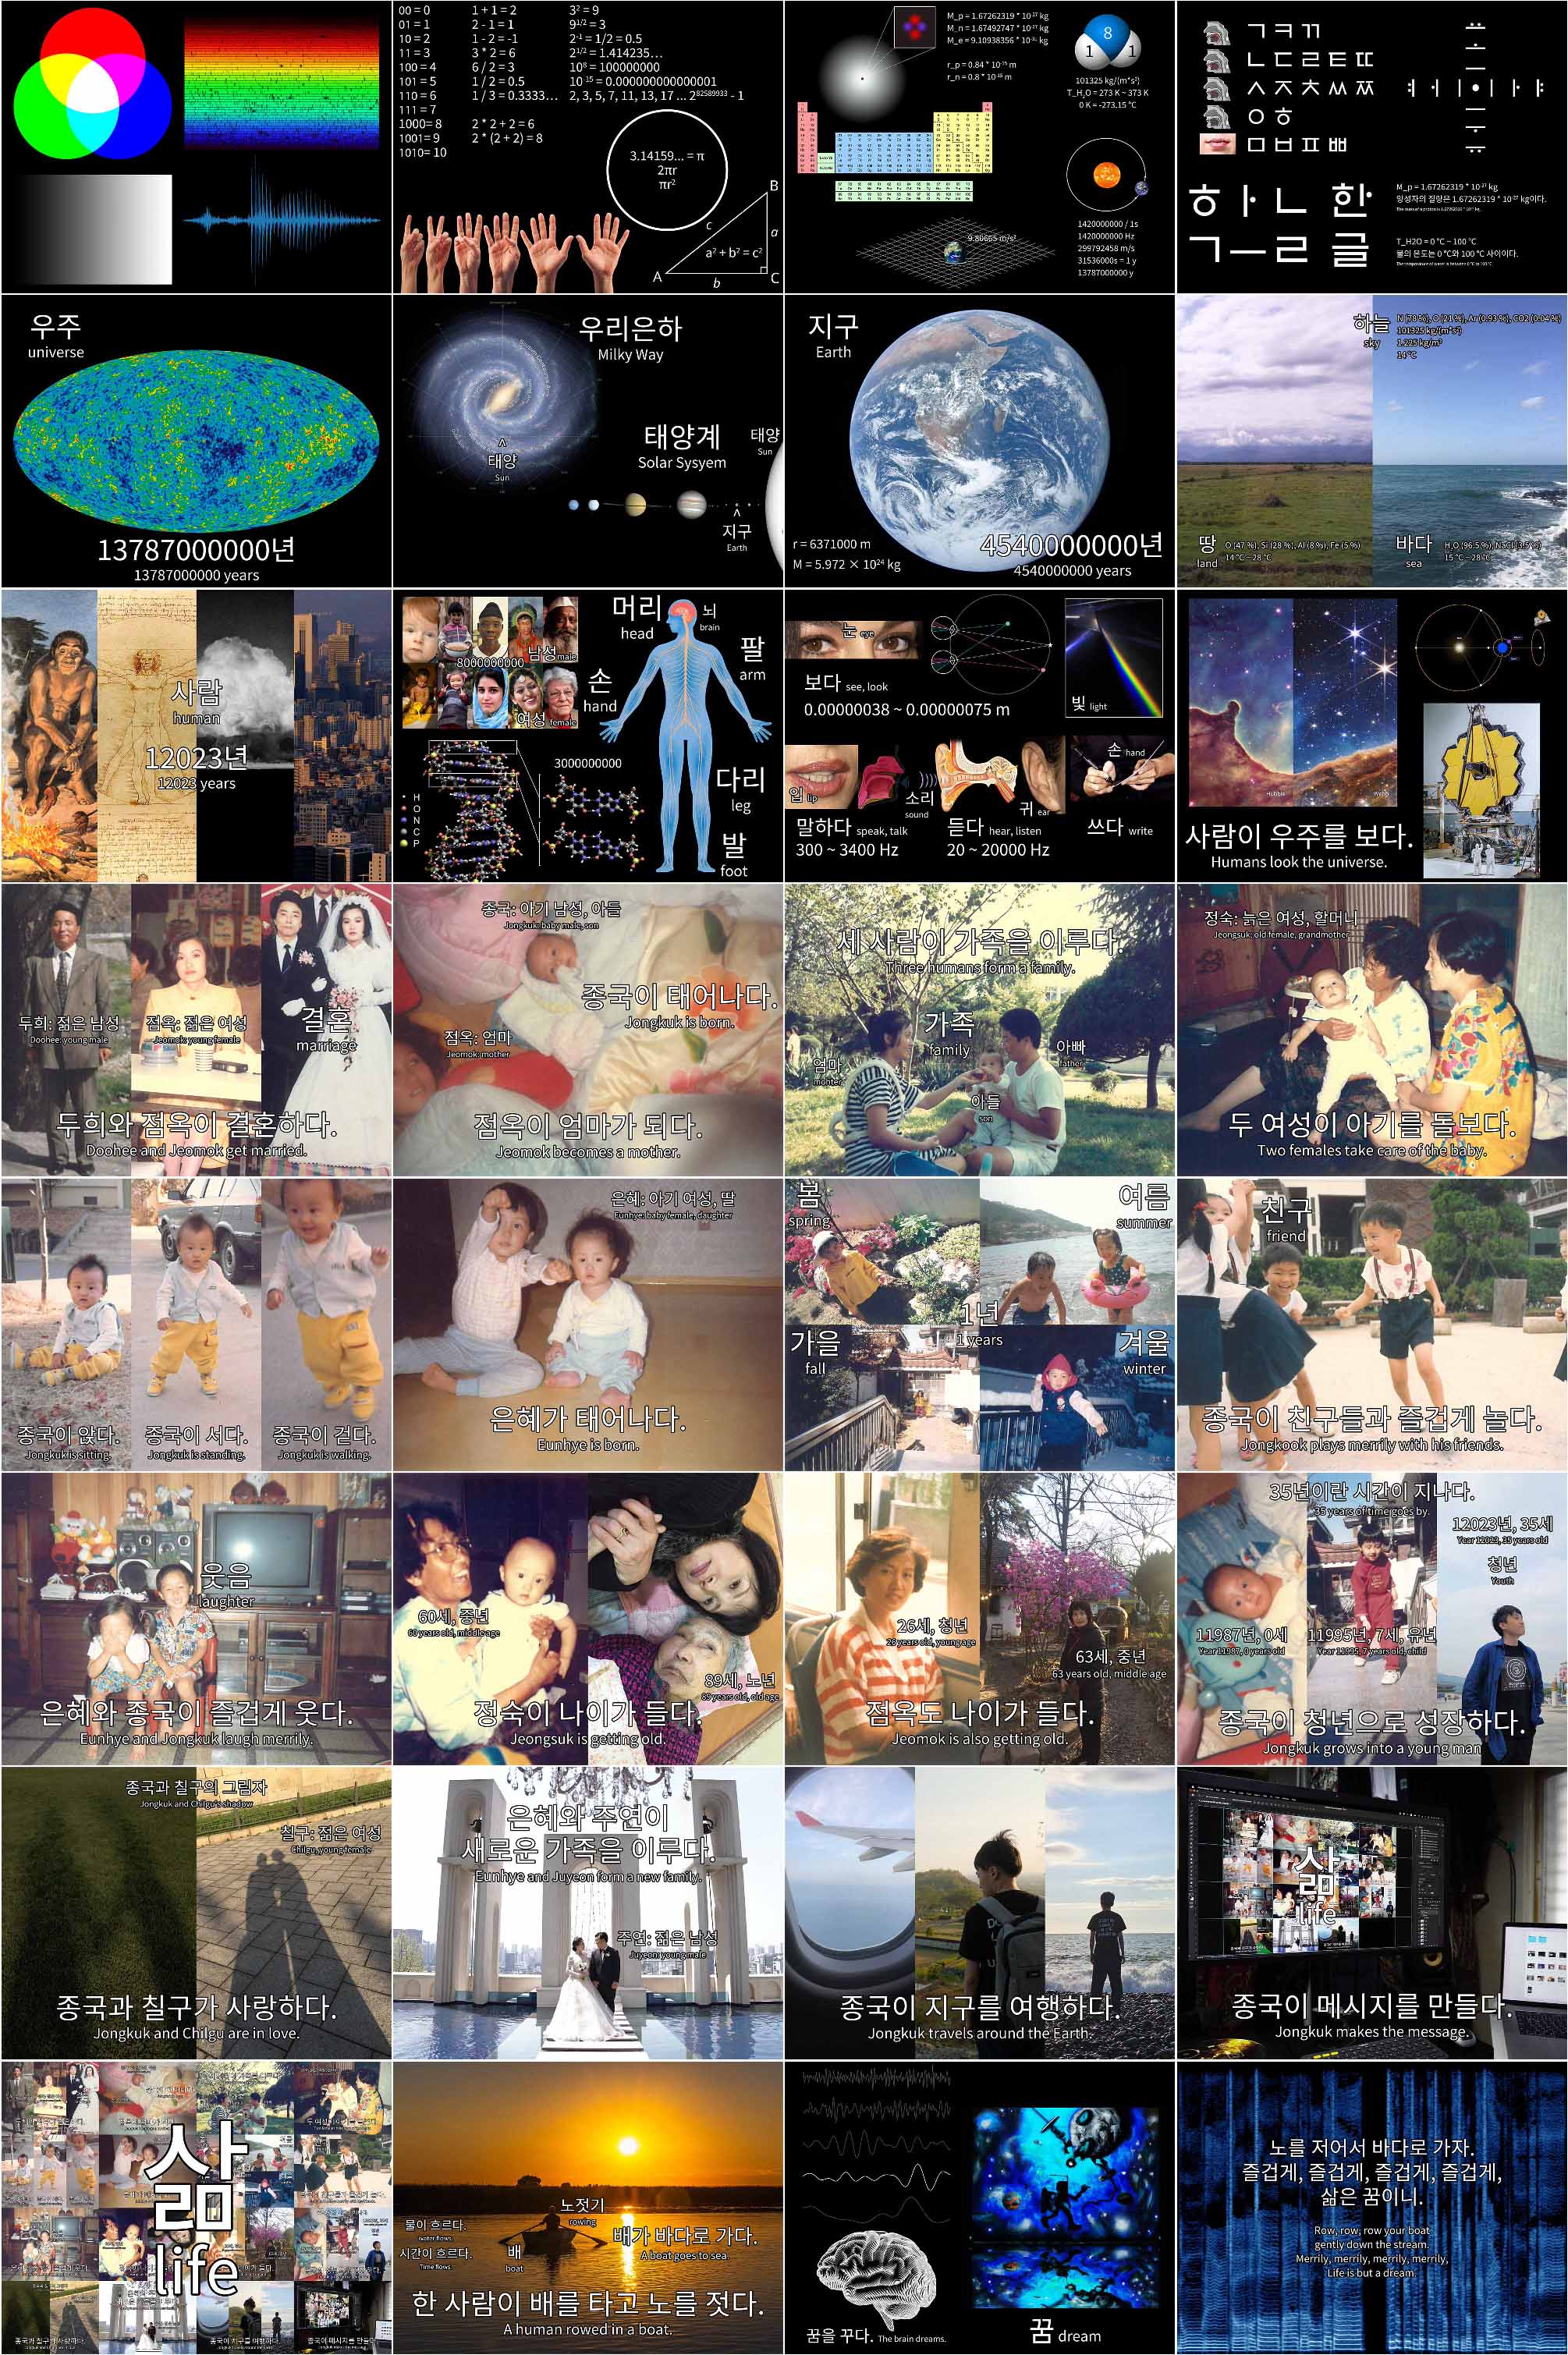 00 = 0
01 = 1
10 = 2
11 = 3
100 = 4
101 = 5
110 = 6
111 = 7
1000= 8
1001= 9
1010= 10
1 + 1 = 2
2 - 1 = 1
1 - 2 = -1
3 * 2 = 6
6 / 2 = 3
1 / 2 = 0.5
1 / 3 = 0.3333…
2 * 2 + 2 = 6
2 * (2 + 2) = 8
3² = 9
9^1/2 = 3
2^-1 = 1/2 = 0.5
2^1/2 = 1.414235…
10⁸ = 100000000
10^-15 = 0.000000000000001
2, 3, 5, 7, 11, 13, 17 ... 2^82589933 - 1
3.14159... = π
2πr
πr²
B
c
a
a² + b² = c²
A
b
C
M_p = 1.67262319 * 10^-27 kg
M_n = 1.67492747 * 10^-27 kg
M_e = 9.10938356 * 10^-31 kg
r_p = 0.84 * 10^-15 m
r_n = 0.8 * 10^-15 m
8
1
1
101325 kg/(m*s²)
T_H₂O = 273 K ~ 373 K
0 K = -273.15 °C
9.80665 m/s²
1420000000 / 1s
1420000000 Hz
299792458 m/s
31536000s = 1 y
13787000000 y
ㄱㅋㄲ
ㄴㄷㄹㅌㄸ
ㅅㅈㅊㅆㅉ
ㅇㅎ
ㅁㅂㅍㅃ
ㅎㅏㄴ 한
ㄱㅡㄹ 글
M_p = 1.67262319 * 10^-27 kg
양성자의 질량은 1.67262319 * 10^-27 kg이다.
T_H2O = 0 °C ~ 100 °C
물의 온도는 0 °C와 100 °C 사이이다.
우주
universe
13787000000년
13787000000 years
우리은하
Milky Way
태양
Sun
태양계
Solar Sysyem
태양
Sun
지구
Earth
지구
Earth
r = 6371000 m
M = 5.972 × 10²⁴ kg
4540000000년
4540000000 years
하늘
sky
N (78 %), O (21 %), Ar (0.93 %), CO2 (0.04 %)
101325 kg/(m*s²)
1.225 kg/m³
14 °C
땅
land
O (47 %), Si (28 %), Al (8 %), Fe (5 %)
14 °C ~ 28 °C
바다
sea
H₂O (96.5 %), NaCl (3.5 %)
15 °C ~ 28 °C
사람
human
12023년
12023 years
8000000000
남성 male
여성 female
머리
head
뇌
brain
팔
arm
손
hand
3000000000
H
O
N
C
P
다리
leg
발
foot
눈 eye
보다 see, look
0.00000038 ~ 0.00000075 m
빛 light
입 lip
소리
sound
귀 ear
손 hand
말하다 speak, talk
300 ~ 3400 Hz
듣다 hear, listen
20 ~ 20000 Hz
쓰다 write
Hubble
Webb
사람이 우주를 보다.
Humans look the universe.
두희: 젊은 남성
Doohee: young male
점옥: 젊은 여성
Jeomok: young female
결혼
marriage
두희와 점옥이 결혼하다.
Doohee and Jeomok get married.
종국: 아기 남성, 아들
Jongkuk: baby male, son
종국이 태어나다.
Jongkuk is born.
점옥: 엄마
Jeomok: mother
점옥이 엄마가 되다.
Jeomok becomes a mother.
세 사람이 가족을 이루다.
Three humans form a family.
가족
family
엄마
아빠
father
아들
son
정숙: 늙은 여성, 할머니
Jeongsuk: old female, grandmother
두 여성이 아기를 돌보다.
Two females take care of the baby.
종국이 앉다.
Jongkuk is sitting.
종국이 서다.
Jongkuk is standing.
종국이 걷다.
Jongkuk is walking.
은혜: 아기 여성, 딸
Eunhye: baby female, daughter
은혜가 태어나다.
Eunhye is born.
봄
spring
여름
summer
1년
1 years
가을
fall
겨울
winter
친구
friend
종국이 친구들과 즐겁게 놀다.
Jongkook plays merrily with his friends.
웃음
laughter
은혜와 종국이 즐겁게 웃다.
Eunhye and Jongkuk laugh merrily.
60세, 중년
60 years old, middle age
89세, 노년
89 years old, old age
정숙이 나이가 들다.
Jeongsuk is getting old.
26세, 청년
26 years old, young age
63세, 중년
63 years old, middle age
점옥도 나이가 들다.
Jeomok is also getting old.
35년이란 시간이 지나다.
35 years of time goes by.
12023년, 35세
Year 12023, 35 years old
청년
Youth
11987년, 0세
Year 11987, 0 years old
11995년, 7세, 유년
Year 11995, 7 years old, child
종국이 청년으로 성장하다.
Jongkuk grows into a young man
종국과 칠구의 그림자
Jongkuk and Chilgu's shadow
칠구: 젊은 여성
Chilgu, young female
종국과 칠구가 사랑하다.
Jongkuk and Chilgu are in love.
은혜와 주연이
새로운 가족을 이루다.
Eunhye and Juyeon form a new family.
주연: 젊은 남성
Juyeon: young male
종국이 지구를 여행하다.
Jongkuk travels around the Earth.
삶
life
종국이 메시지를 만들다.
Jongkuk makes the message.
삶
life
노젓기
rowing
물이 흐르다.
water flows.
시간이 흐르다.
Time flows.
배
boat
배가 바다로 가다.
A boat goes to sea.
한 사람이 배를 타고 노를 젓다.
A human rowed in a boat.
꿈을 꾸다. The brain dreams.
꿈 dream
노를 저어서 바다로 가자.
즐겁게, 즐겁게, 즐겁게, 즐겁게,
삶은 꿈이니.
Row, row, row your boat
gently down the stream.
Merrily, merrily, merrily, merrily,
Life is but a dream.